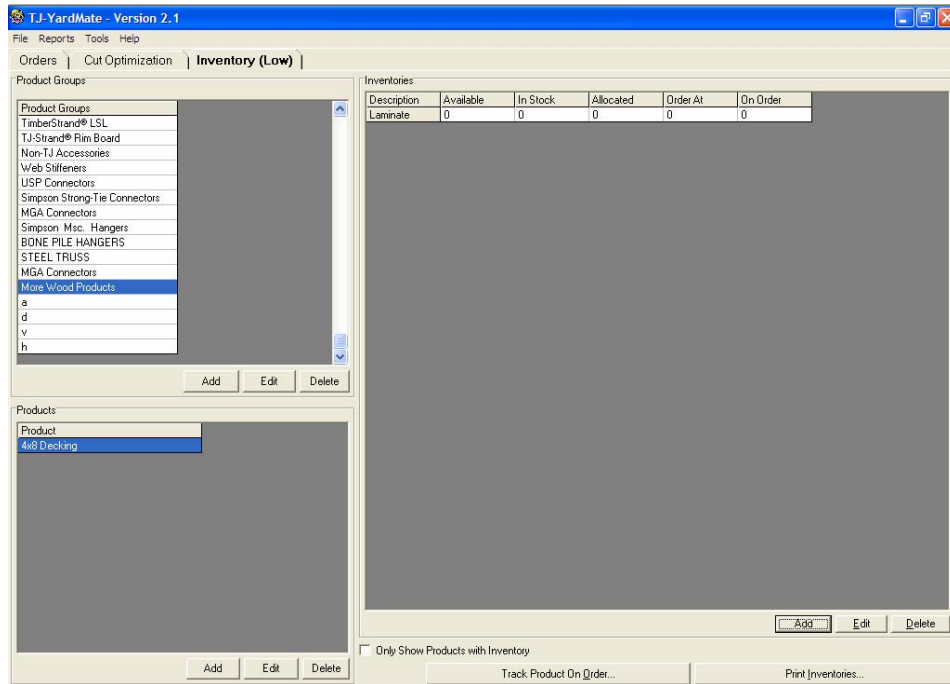 TJ-YardMate - Version 2.1
File Reports Tools Help
Orders Cut Optimization Inventory (Low)
Product Groups
Product Groups
TimberStrand® LSL
TJ-Strand® Rim Board
Non-TJ Accessories
Web Stiffeners
USP Connectors
Simpson Strong-Tie Connectors
MGA Connectors
Simpson Msc. Hangers
BONE PILE HANGERS
STEEL TRUSS
MGA Connectors
More Wood Products
a
d
v
h
Add Edit Delete
Products
Product
4x8 Decking
Add Edit Delete
Inventories
Description Available In Stock Allocated Order At On Order
Laminate 0 0 0 0 0
Add Edit Delete
Only Show Products with Inventory
Track Product On Order... Print Inventories...